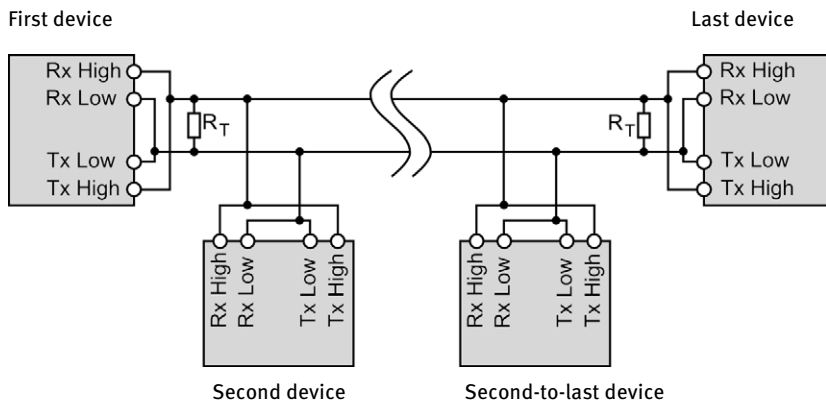 First device
Last device
Rx High
Rx Low
Tx Low
Tx High
RT
RT
Rx High
Rx Low
Tx Low
Tx High
Rx High
Rx Low
Tx Low
Tx High
Rx High
Rx Low
Tx Low
Tx High
Second device
Second-to-last device